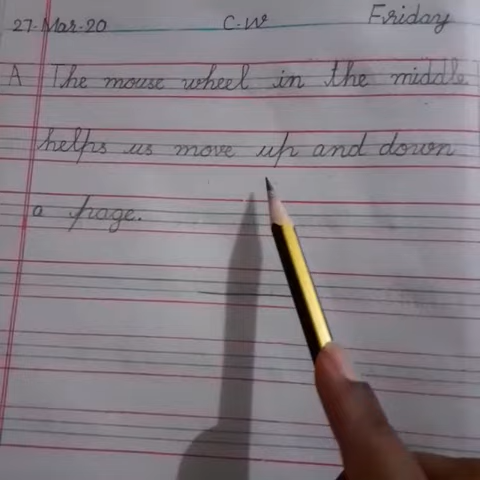 27-Mar-20 C.W Friday
A The mouse wheel in the middle
helps us move up and down
a page.